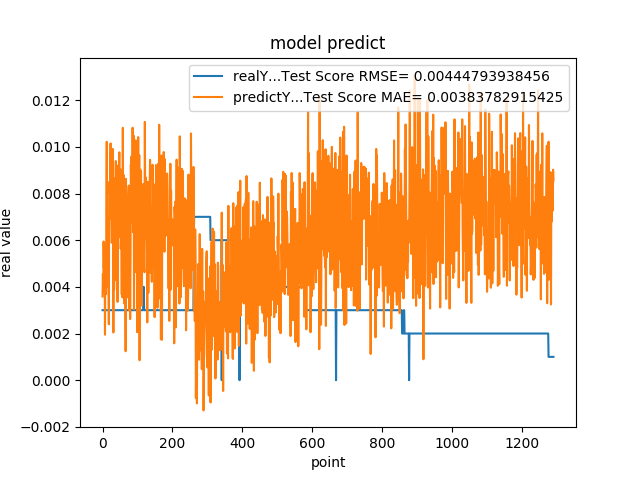 model predict
realY...Test Score RMSE= 0.00444793938456
predictY...Test Score MAE= 0.00383782915425
real value
0.012
0.010
0.008
0.006
0.004
0.002
0.000
−0.002
0 200 400 600 800 1000 1200
point